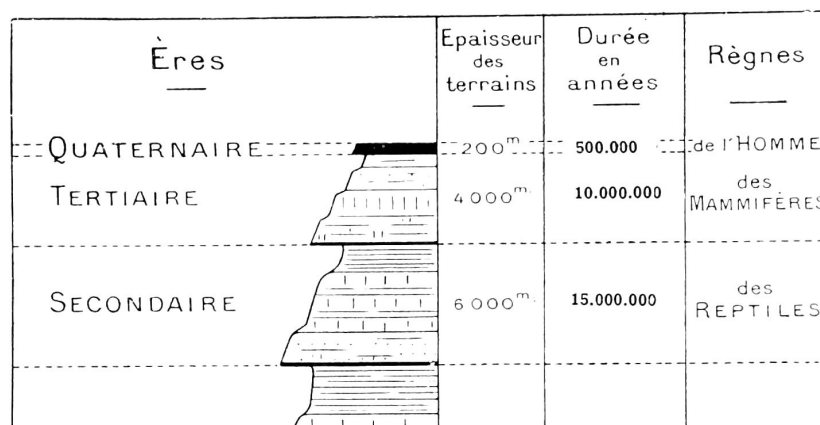 Ères
Epaisseur
des
terrains
Durée
en
années
Règnes
QUATERNAIRE 200m 500.000 de l'HOMME
TERTIAIRE 4000m. 10.000.000 des
MAMMIFÈRES
SECONDAIRE 6000m. 15.000.000 des
REPTILES